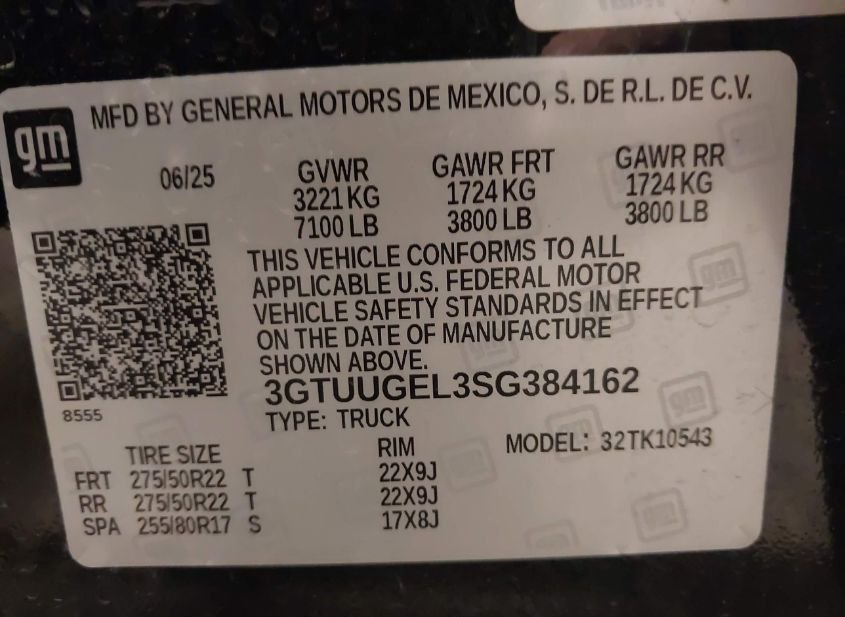 gm
MFD BY GENERAL MOTORS DE MEXICO, S. DE R.L. DE C.V.
06/25 GVWR GAWR FRT GAWR RR
3221 KG 1724 KG 1724 KG
7100 LB 3800 LB 3800 LB
THIS VEHICLE CONFORMS TO ALL
APPLICABLE U.S. FEDERAL MOTOR
VEHICLE SAFETY STANDARDS IN EFFECT
ON THE DATE OF MANUFACTURE
SHOWN ABOVE.
3GTUUGEL3SG384162
8555
TYPE: TRUCK
TIRE SIZE RIM MODEL: 32TK10543
FRT 275/50R22 T 22X9J
RR 275/50R22 T 22X9J
SPA 255/80R17 S 17X8J